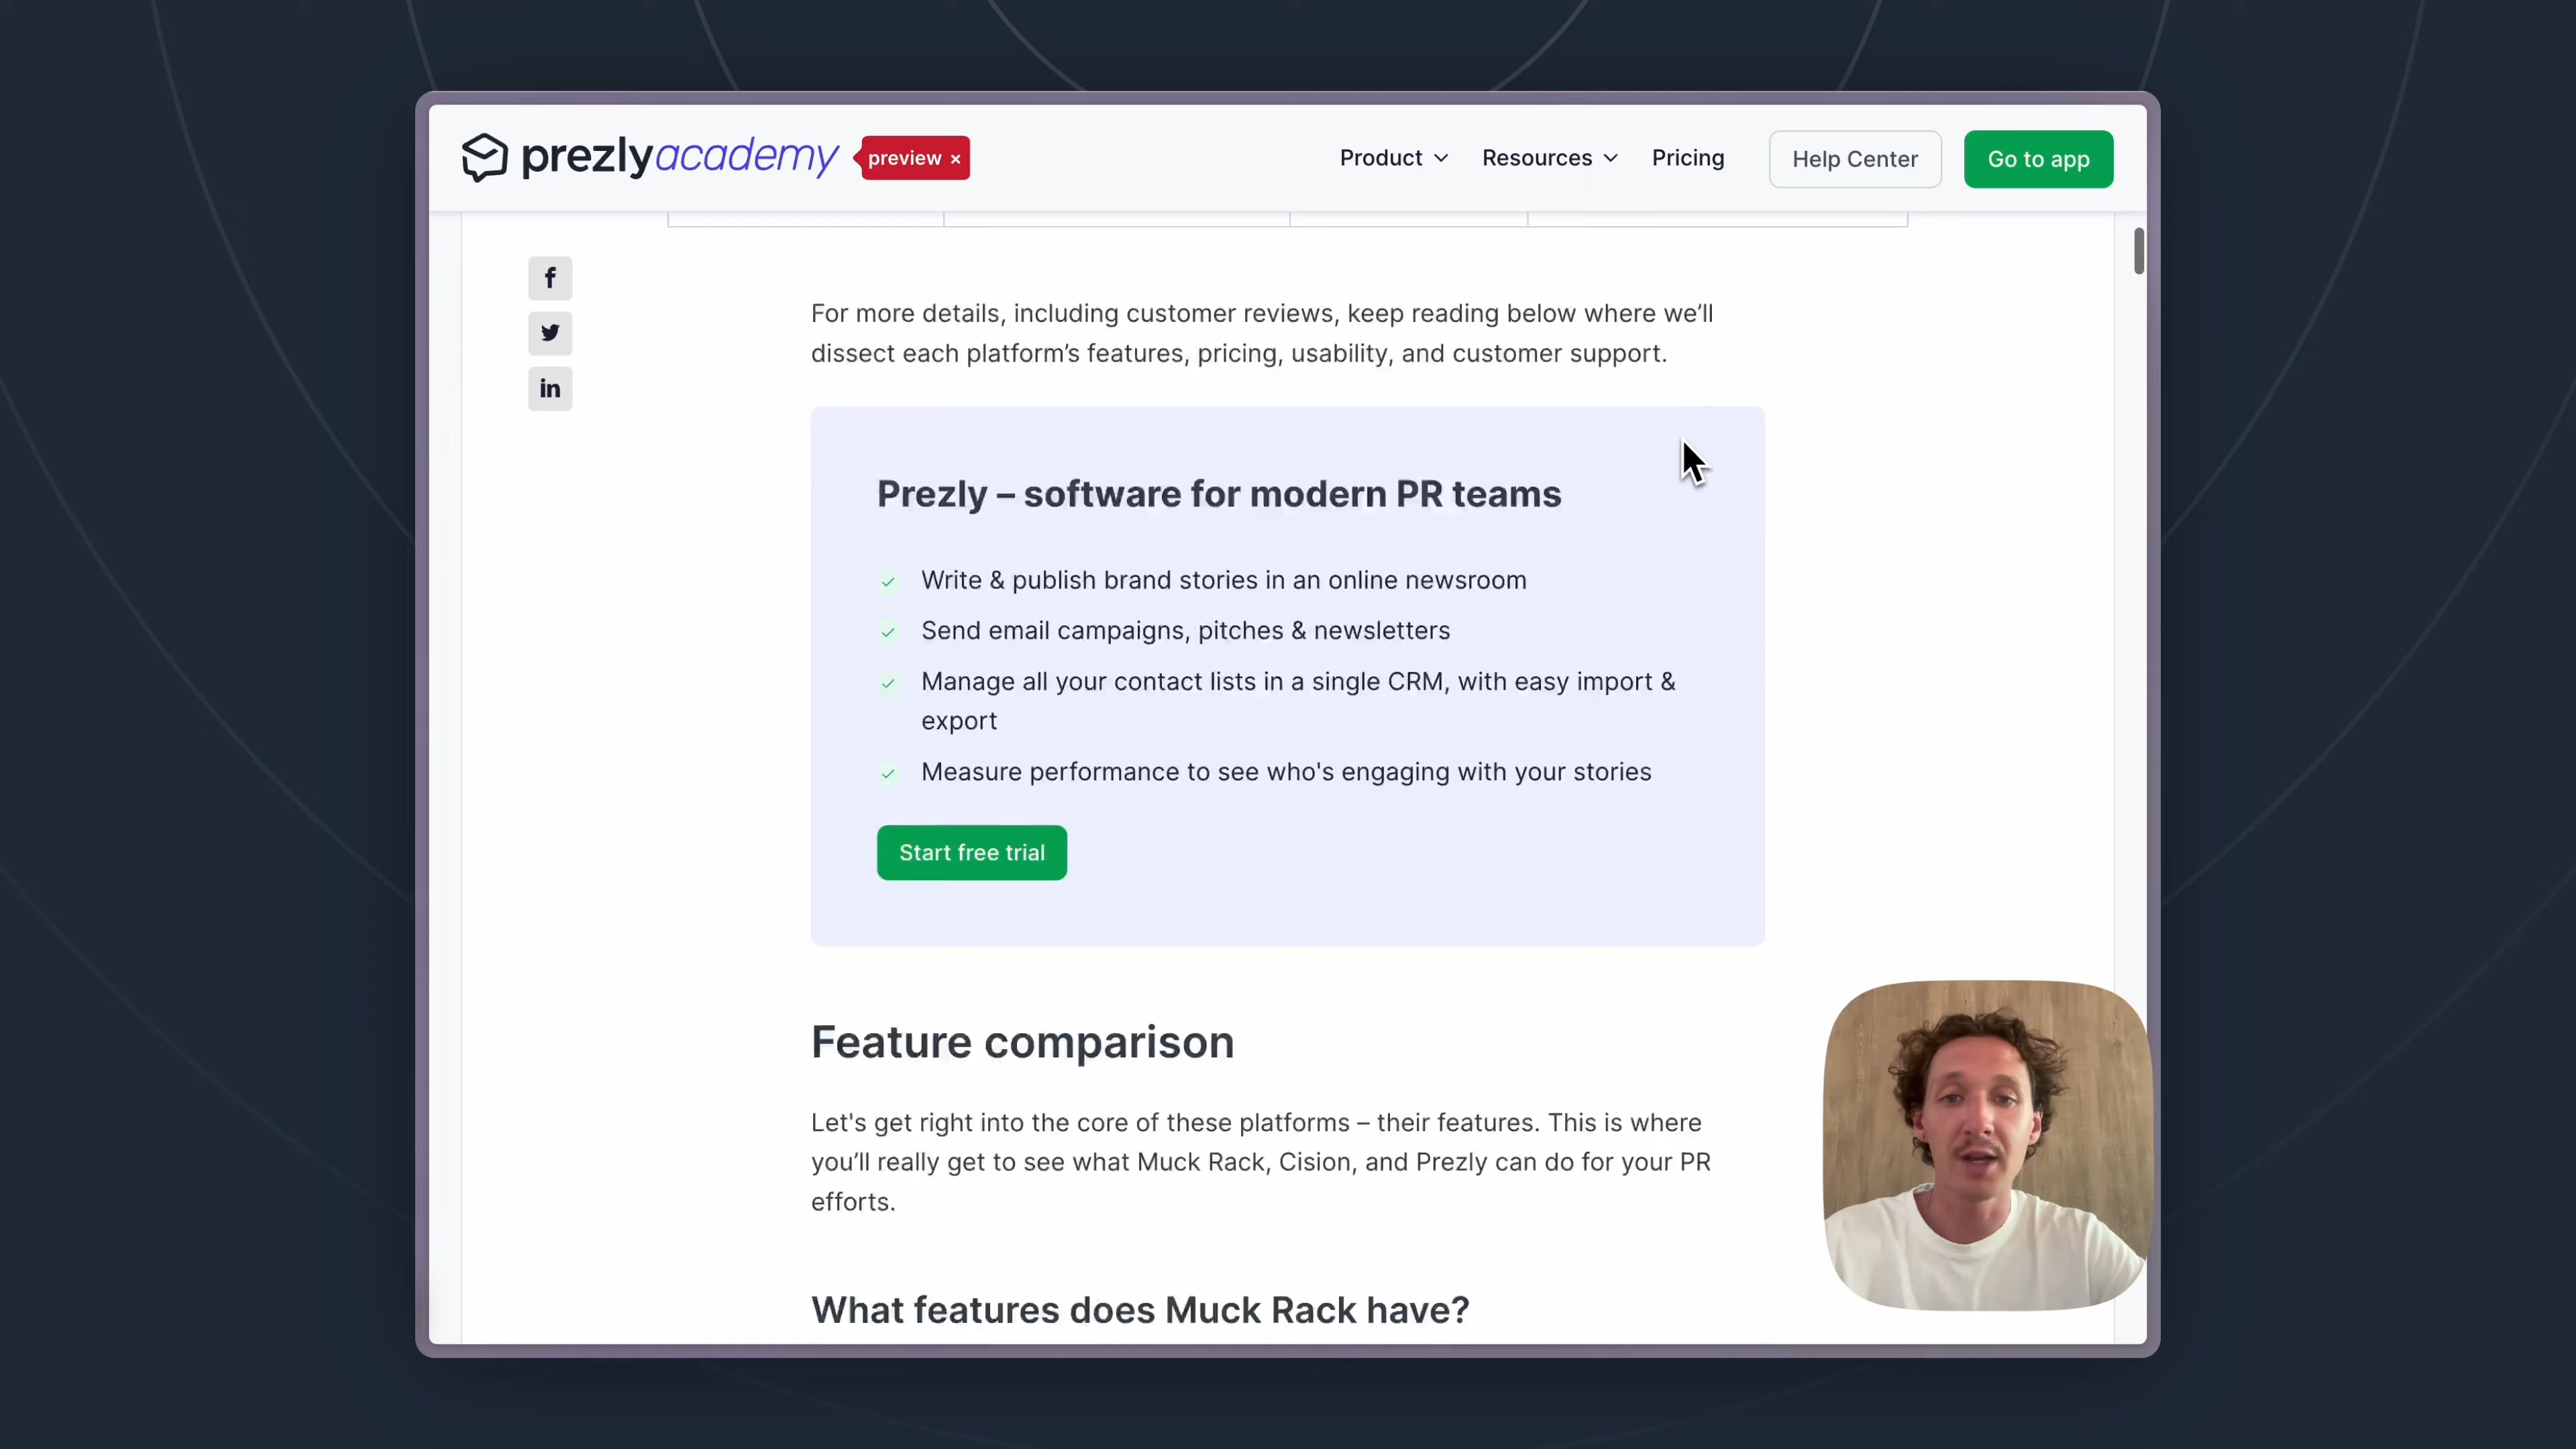 prezlyacademy
preview ×
Product
Resources
Pricing
Help Center
Go to app
f
in
For more details, including customer reviews, keep reading below where we’ll
dissect each platform’s features, pricing, usability, and customer support.
Prezly – software for modern PR teams
Write & publish brand stories in an online newsroom
Send email campaigns, pitches & newsletters
Manage all your contact lists in a single CRM, with easy import &
export
Measure performance to see who's engaging with your stories
Start free trial
Feature comparison
Let's get right into the core of these platforms – their features. This is where
you’ll really get to see what Muck Rack, Cision, and Prezly can do for your PR
efforts.
What features does Muck Rack have?